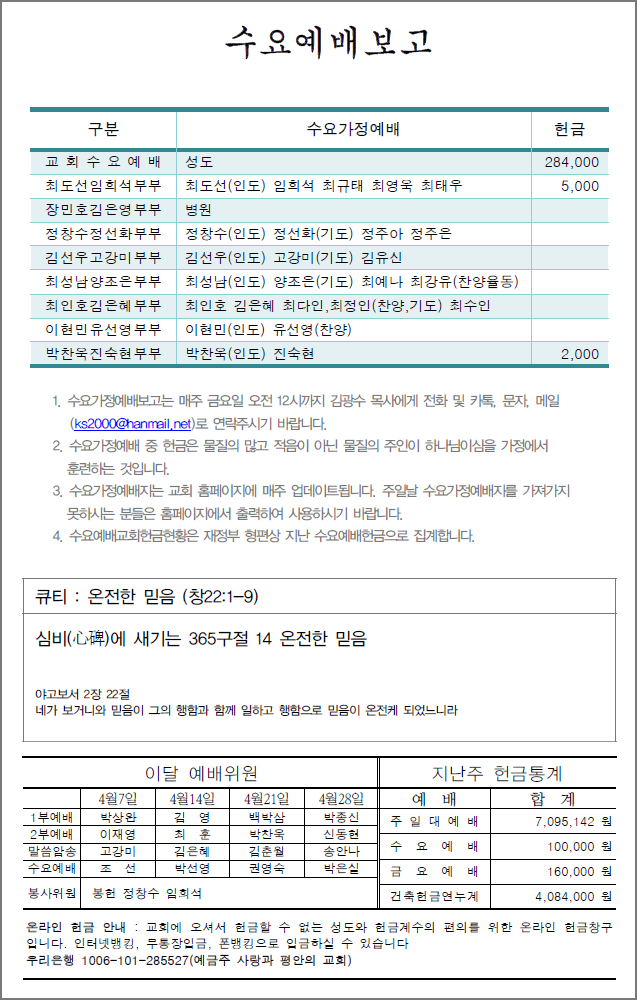 수요예배보고
구분 수요가정예배 헌금
교 회 수 요 예 배 성도 284,000
최도선임희석부부 최도선(인도) 임희석 최규태 최영욱 최태우 5,000
장민호김은영부부 병원
정창수정선화부부 정창수(인도) 정선화(기도) 정주아 정주은
김선우고강미부부 김선우(인도) 고강미(기도) 김유신
최성남양조은부부 최성남(인도) 양조은(기도) 최예나 최강유(찬양율동)
최인호김은혜부부 최인호 김은혜 최다인,최정인(찬양,기도) 최수인
이현민유선영부부 이현민(인도) 유선영(찬양)
박찬욱진숙현부부 박찬욱(인도) 진숙현 2,000
1. 수요가정예배보고는 매주 금요일 오전 12시까지 김광수 목사에게 전화 및 카톡, 문자, 메일
(ks2000@hanmail.net)로 연락주시기 바랍니다.
2. 수요가정예배 중 헌금은 물질의 많고 적음이 아닌 물질의 주인이 하나님이심을 가정에서
훈련하는 것입니다.
3. 수요가정예배지는 교회 홈페이지에 매주 업데이트됩니다. 주일날 수요가정예배지를 가져가지
못하시는 분들은 홈페이지에서 출력하여 사용하시기 바랍니다.
4. 수요예배교회헌금현황은 재정부 형편상 지난 수요예배헌금으로 집계합니다.
큐티 : 온전한 믿음 (창22:1-9)
심비(心碑)에 새기는 365구절 14 온전한 믿음
야고보서 2장 22절
네가 보거니와 믿음이 그의 행함과 함께 일하고 행함으로 믿음이 온전케 되었느니라
이달 예배위원
4월7일 4월14일 4월21일 4월28일
1부예배 박상완 김 영 백박삼 박종신
2부예배 이재영 최 훈 박찬욱 신동현
말씀암송 고강미 김은혜 김춘월 송안나
수요예배 조 선 박선영 권영숙 박은실
봉사위원 봉헌 정창수 임희석
지난주 헌금통계
예 배 합 계
주 일 대 예 배 7,095,142 원
수 요 예 배 100,000 원
금 요 예 배 160,000 원
건축헌금연누계 4,084,000 원
온라인 헌금 안내 : 교회에 오셔서 헌금할 수 없는 성도와 헌금계수의 편의를 위한 온라인 헌금창구
입니다. 인터넷뱅킹, 무통장입금, 폰뱅킹으로 입금하실 수 있습니다
우리은행 1006-101-285527(예금주 사랑과 평안의 교회)